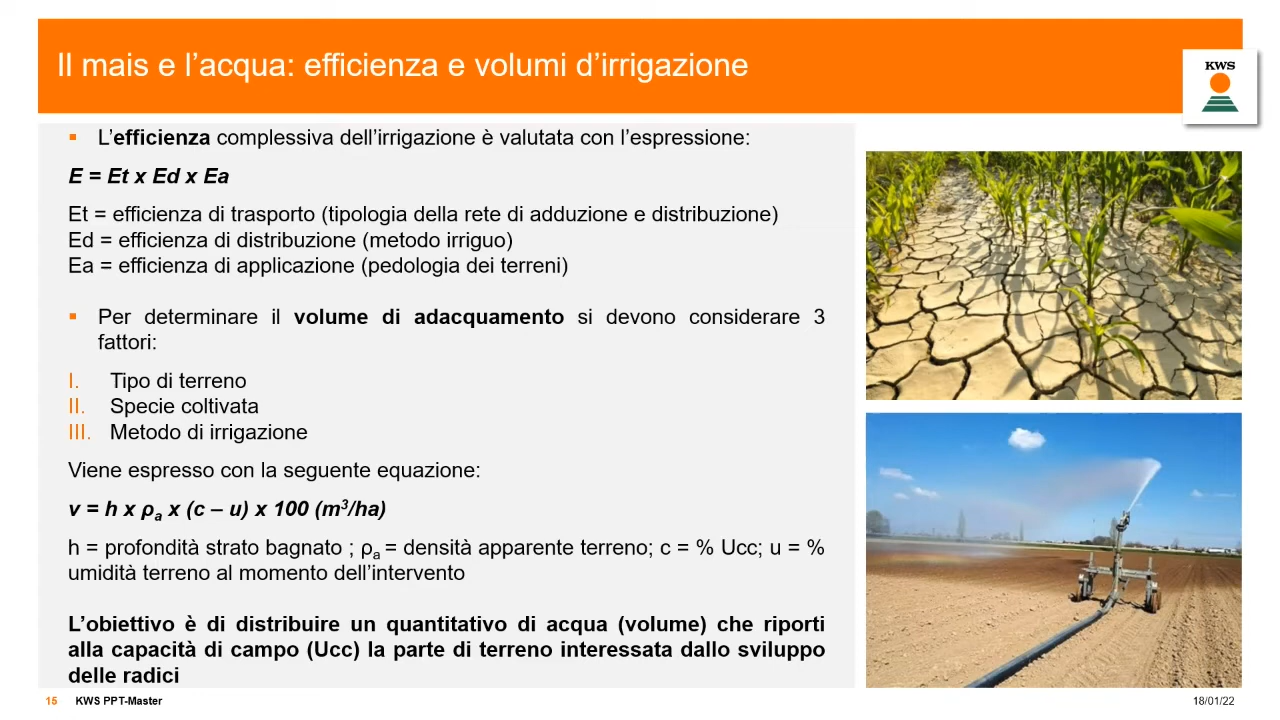 Il mais e l’acqua: efficienza e volumi d’irrigazione
KWS
▪ L’efficienza complessiva dell’irrigazione è valutata con l’espressione:
E = Et x Ed x Ea
Et = efficienza di trasporto (tipologia della rete di adduzione e distribuzione)
Ed = efficienza di distribuzione (metodo irriguo)
Ea = efficienza di applicazione (pedologia dei terreni)
▪ Per determinare il volume di adacquamento si devono considerare 3
fattori:
I. Tipo di terreno
II. Specie coltivata
III. Metodo di irrigazione
Viene espresso con la seguente equazione:
v = h x ρₐ x (c – u) x 100 (m³/ha)
h = profondità strato bagnato ; ρₐ = densità apparente terreno; c = % Ucc; u = %
umidità terreno al momento dell’intervento
L’obiettivo è di distribuire un quantitativo di acqua (volume) che riporti
alla capacità di campo (Ucc) la parte di terreno interessata dallo sviluppo
delle radici
15 KWS PPT-Master
18/01/22